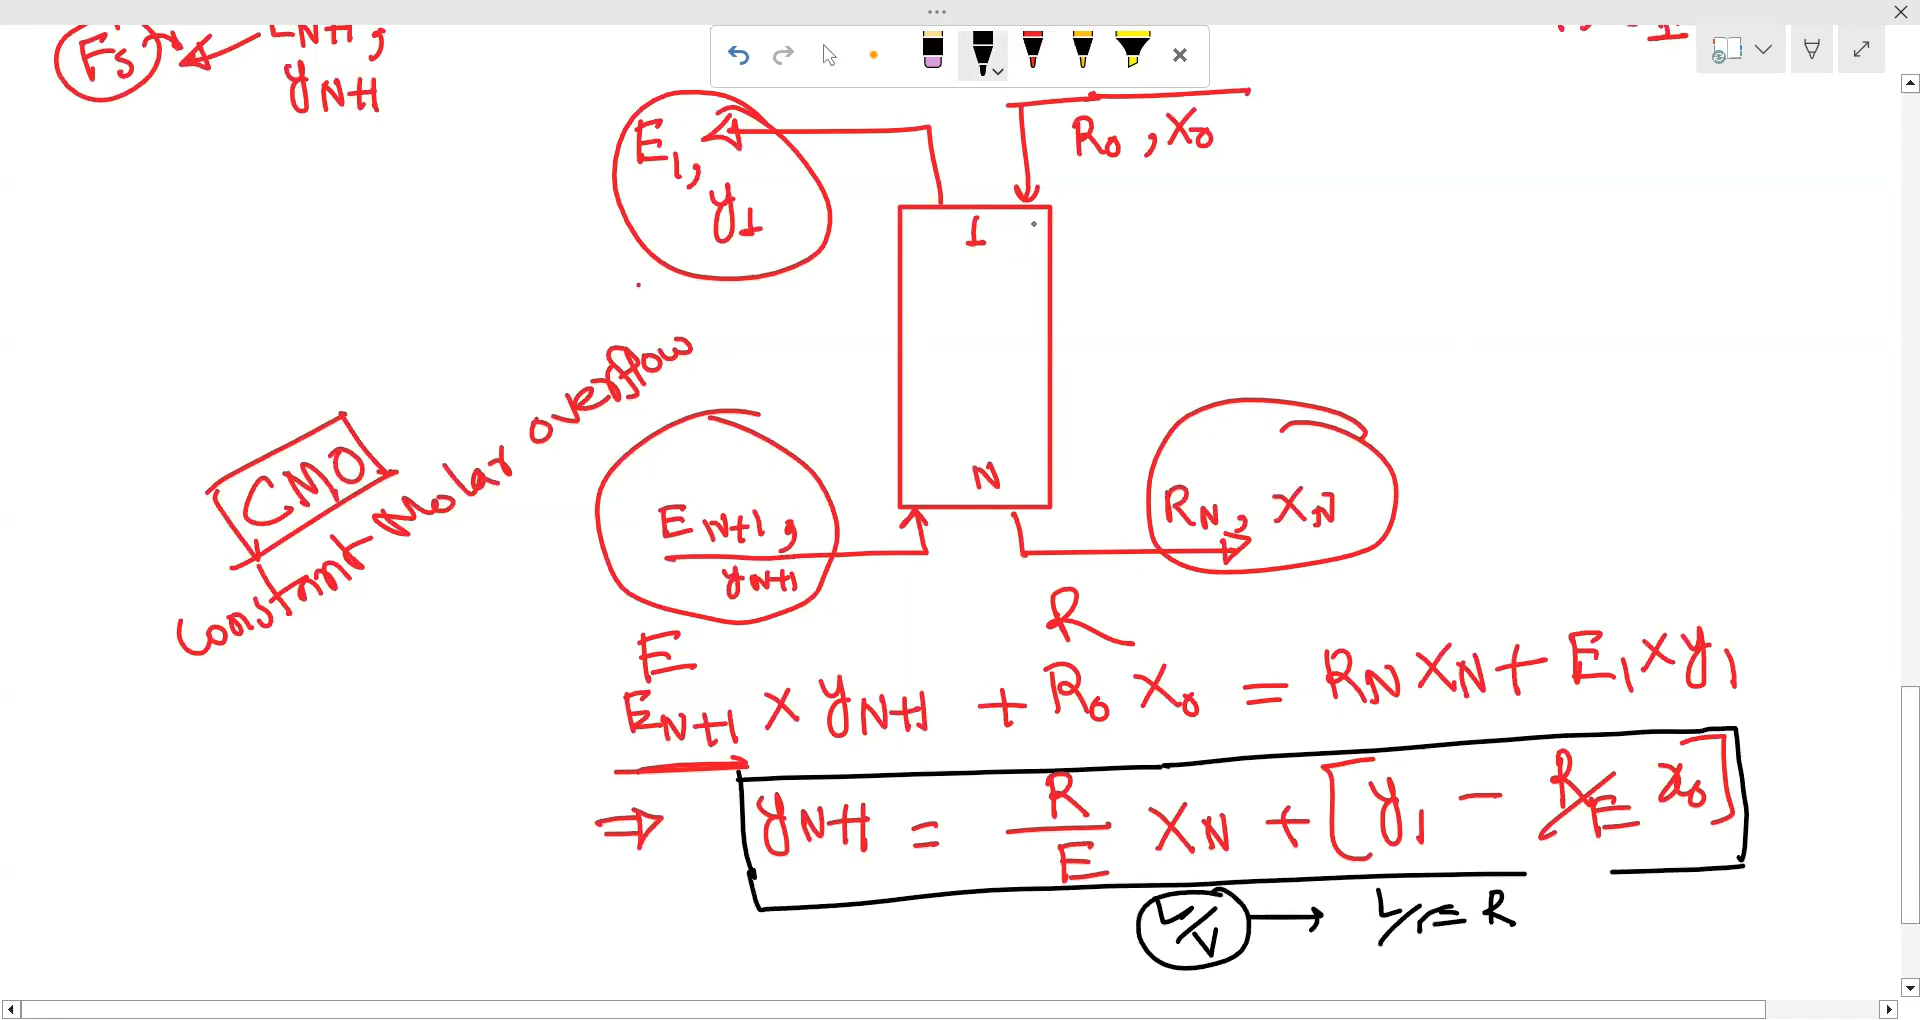 Fs
yN+1
E1,
y1
R0, X0
1
CMO
Constant Molar overflow
N
EN+1,
yN+1
RN, XN
E
R
EN+1 × yN+1 + R0 X0 = RN XN + E1 × y1
⇒ yN+1 = R/E XN + [y1 - R/E x0]
L/V →